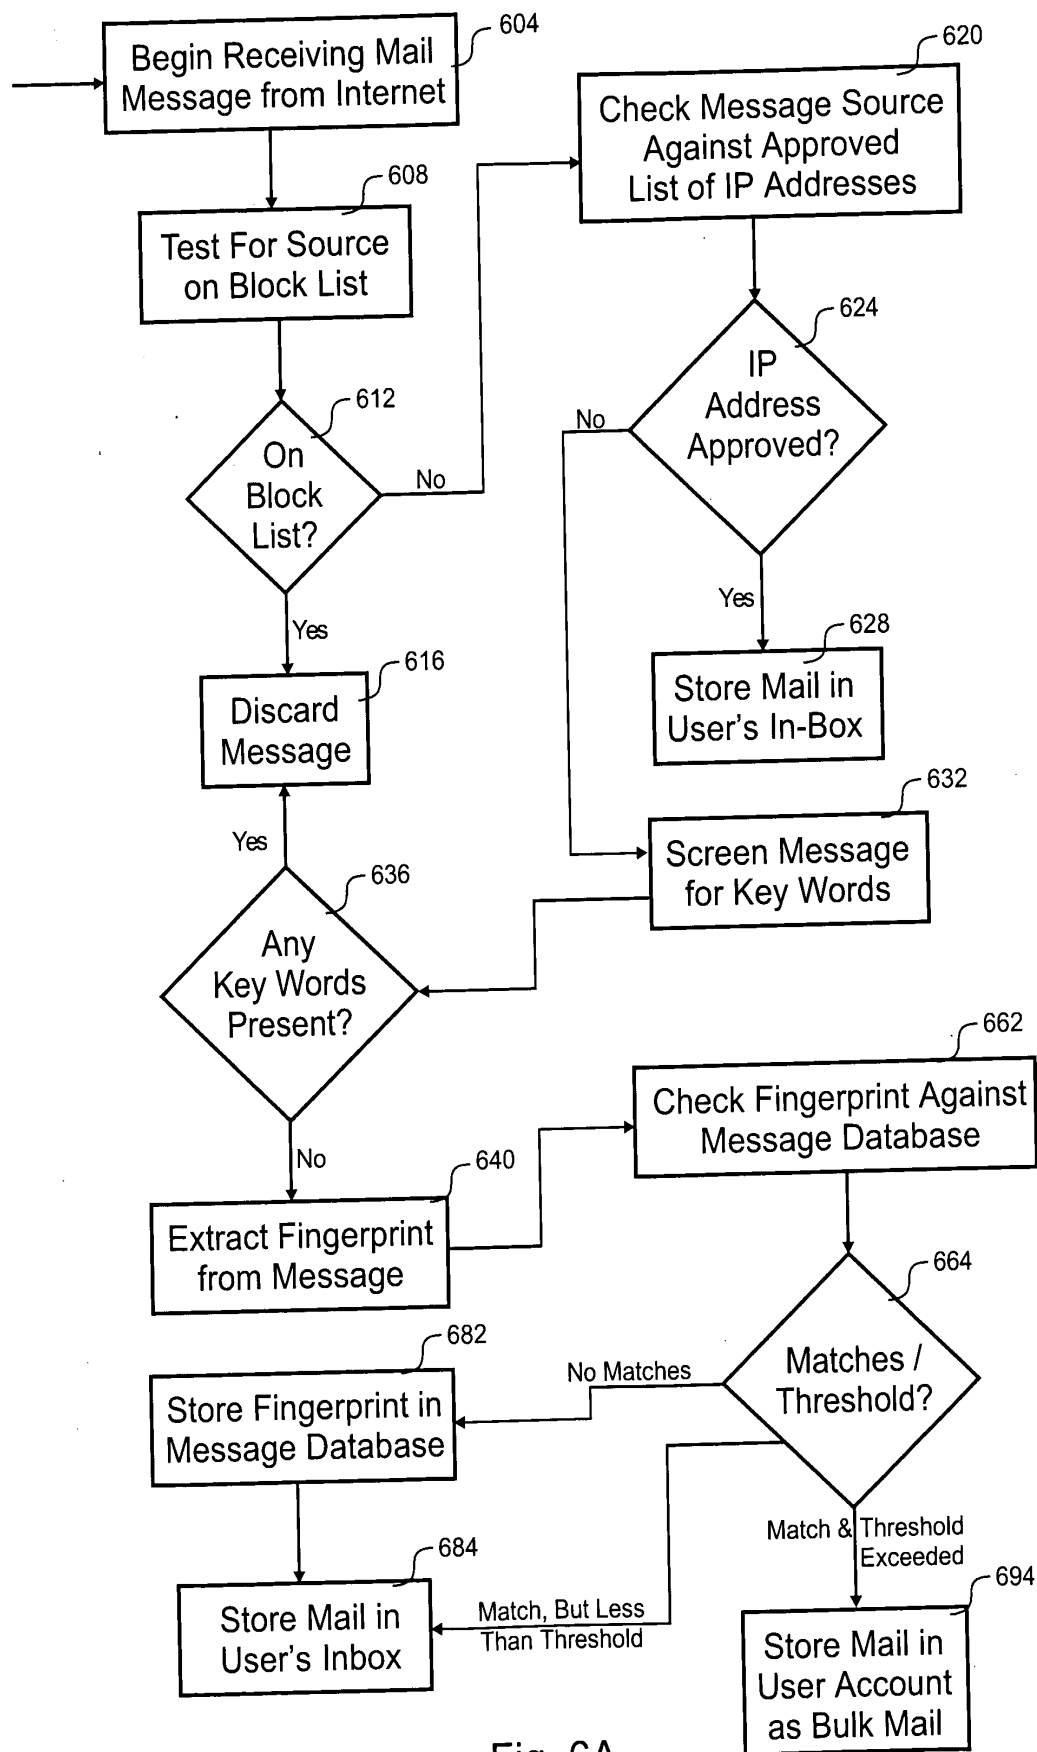 604
Begin Receiving Mail
Message from Internet
620
Check Message Source
Against Approved
List of IP Addresses
608
Test For Source
on Block List
624
IP
Address
Approved?
No
612
On
Block
List?
No
Yes
Yes
628
Store Mail in
User's In-Box
616
Discard
Message
632
Screen Message
for Key Words
Yes
636
Any
Key Words
Present?
No
662
Check Fingerprint Against
Message Database
640
Extract Fingerprint
from Message
664
Matches /
Threshold?
No Matches
682
Store Fingerprint in
Message Database
Match & Threshold
Exceeded
684
Store Mail in
User's Inbox
Match, But Less
Than Threshold
694
Store Mail in
User Account
as Bulk Mail
Fig. 6A